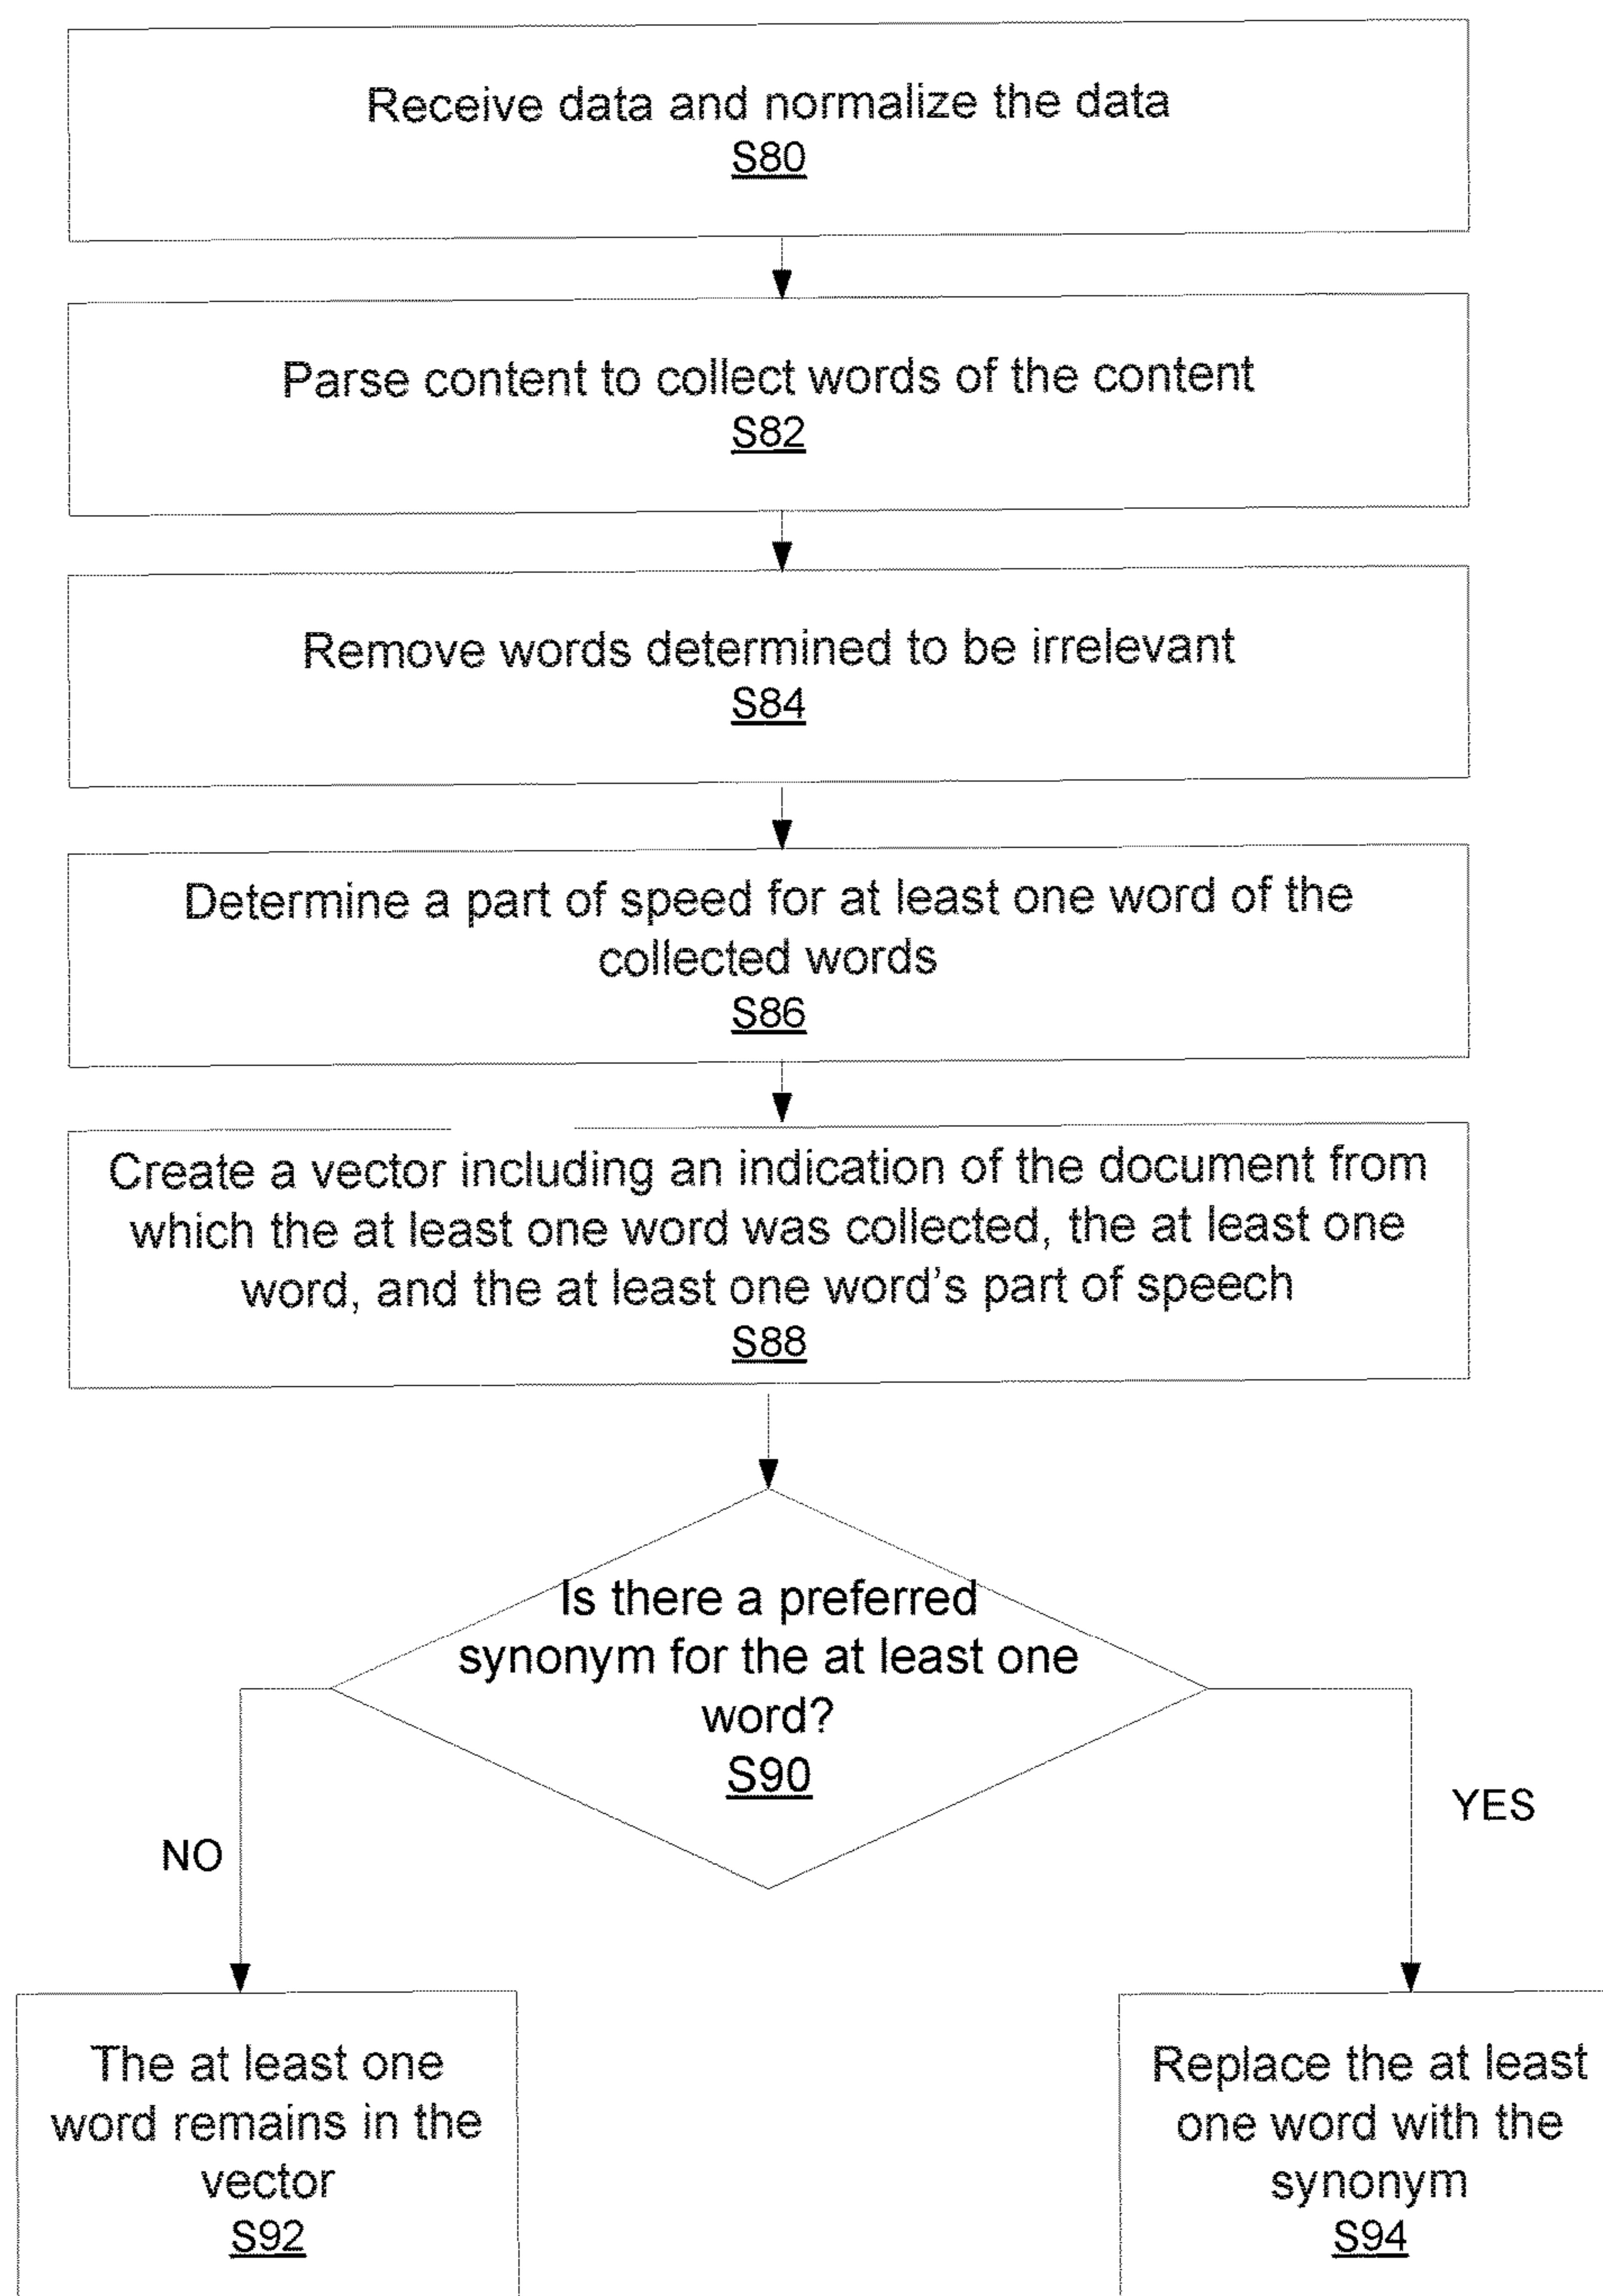 Receive data and normalize the data
S80
Parse content to collect words of the content
S82
Remove words determined to be irrelevant
S84
Determine a part of speed for at least one word of the
collected words
S86
Create a vector including an indication of the document from
which the at least one word was collected, the at least one
word, and the at least one word's part of speech
S88
Is there a preferred
synonym for the at least one
word?
S90
NO
YES
The at least one
word remains in the
vector
S92
Replace the at least
one word with the
synonym
S94